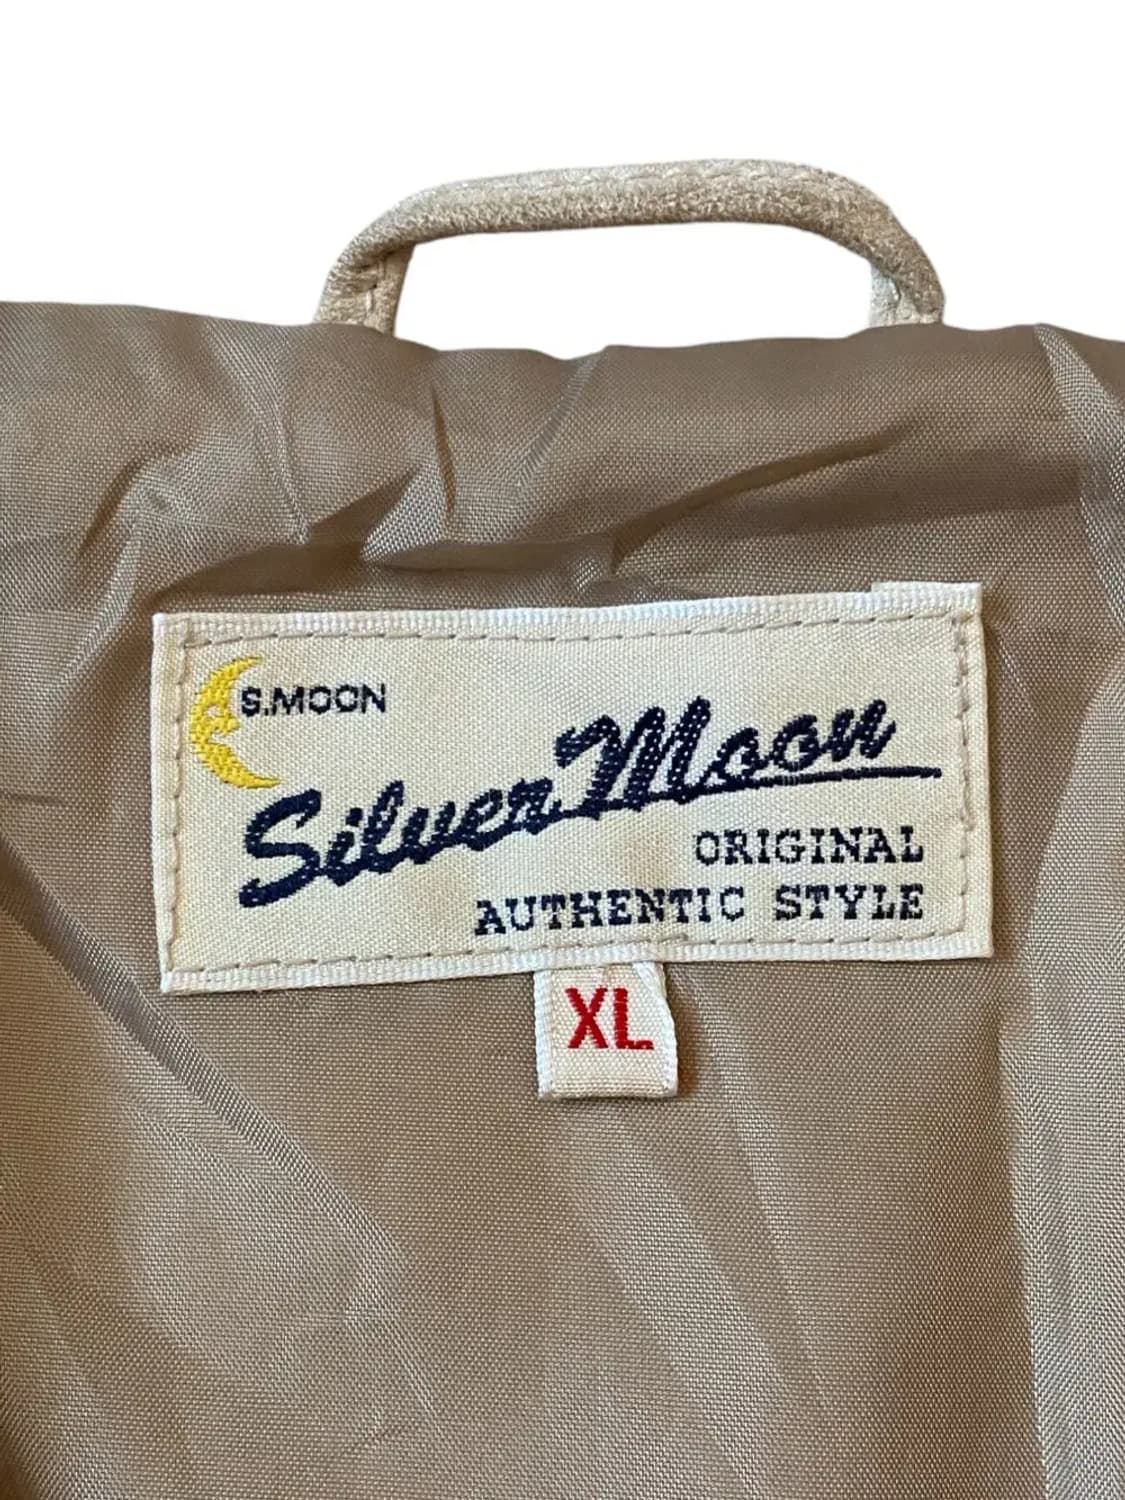 S.MOON
Silver Moon
ORIGINAL
AUTHENTIC STYLE
XL